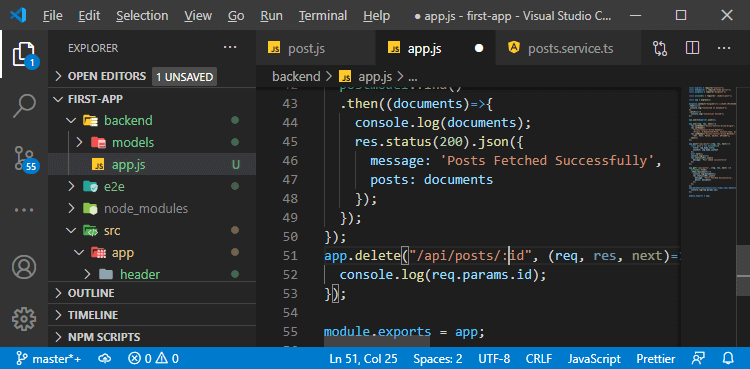 File Edit Selection View Go Run Terminal Help ● app.js - first-app - Visual Studio C...
EXPLORER ...
OPEN EDITORS 1 UNSAVED
FIRST-APP
backend
models
app.js U
e2e
node_modules
src
app
header
OUTLINE
TIMELINE
NPM SCRIPTS
1
55
JS post.js JS app.js ● posts.service.ts ...
backend > JS app.js > ...
43 .then((documents)=>{
44 console.log(documents);
45 res.status(200).json({
46 message: 'Posts Fetched Successfully',
47 posts: documents
48 });
49 });
50 });
51 app.delete("/api/posts/:id", (req, res, next)=
52 console.log(req.params.id);
53 });
54
55 module.exports = app;
master*+ 0 0 Ln 51, Col 25 Spaces: 2 UTF-8 CRLF JavaScript Prettier